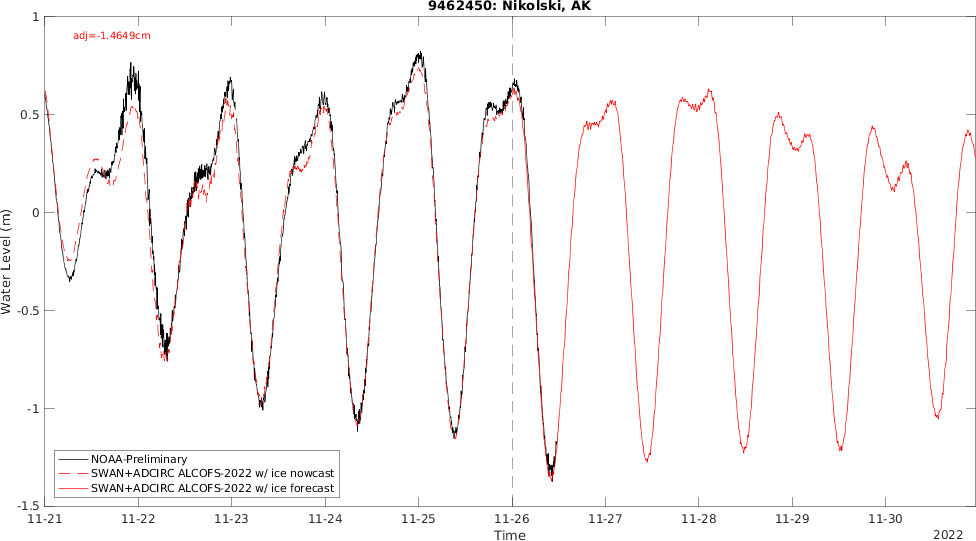 9462450: Nikolski, AK
adj=-1.4649cm
1
0.5
0
-0.5
-1
-1.5
Water Level (m)
NOAA-Preliminary
SWAN+ADCIRC ALCOFS-2022 w/ ice nowcast
SWAN+ADCIRC ALCOFS-2022 w/ ice forecast
11-21 11-22 11-23 11-24 11-25 11-26 11-27 11-28 11-29 11-30
Time
2022